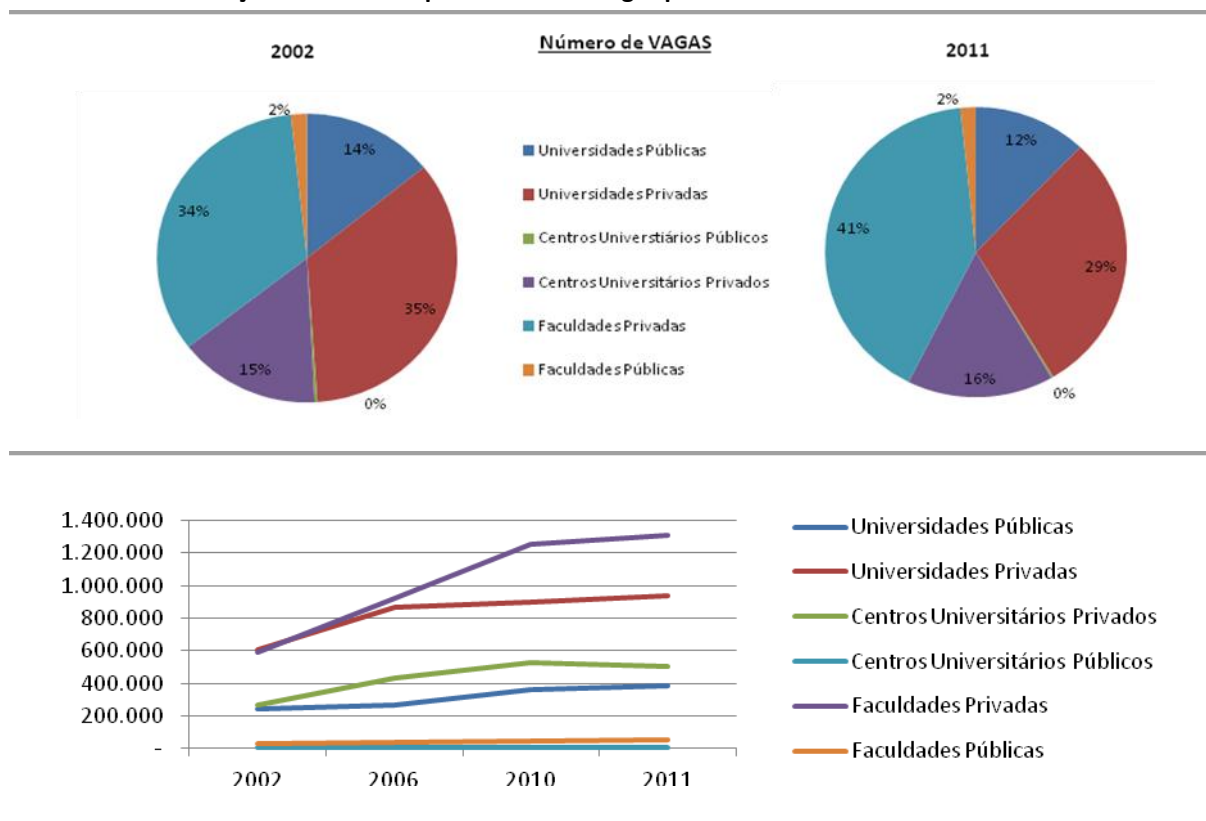 Número de VAGAS
2002
2011
2%
14%
34%
35%
15%
0%
Universidades Públicas
Universidades Privadas
Centros Universtiários Públicos
Centros Universitários Privados
Faculdades Privadas
Faculdades Públicas
2%
12%
41%
29%
16%
0%
1.400.000
1.200.000
1.000.000
800.000
600.000
400.000
200.000
-
2002 2006 2010 2011
Universidades Públicas
Universidades Privadas
Centros Universitários Privados
Centros Universitários Públicos
Faculdades Privadas
Faculdades Públicas